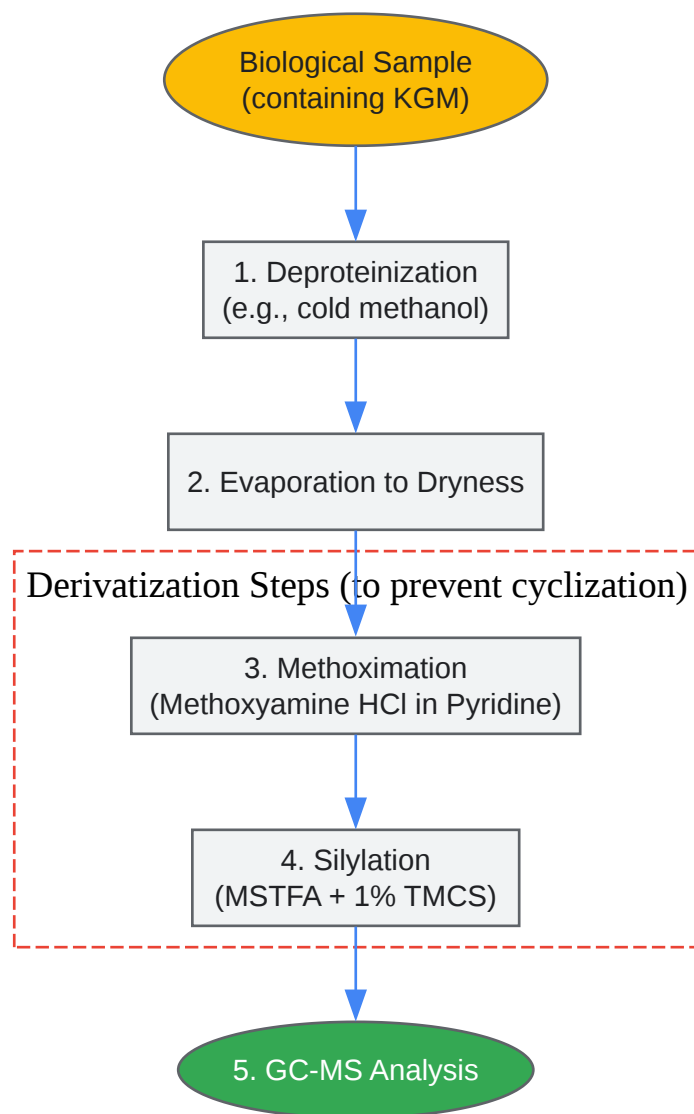 Biological Sample
(containing KGM)
1. Deproteinization
(e.g., cold methanol)
2. Evaporation to Dryness
Derivatization Steps (to prevent cyclization)
3. Methoximation
(Methoxyamine HCl in Pyridine)
4. Silylation
(MSTFA + 1% TMCS)
5. GC-MS Analysis